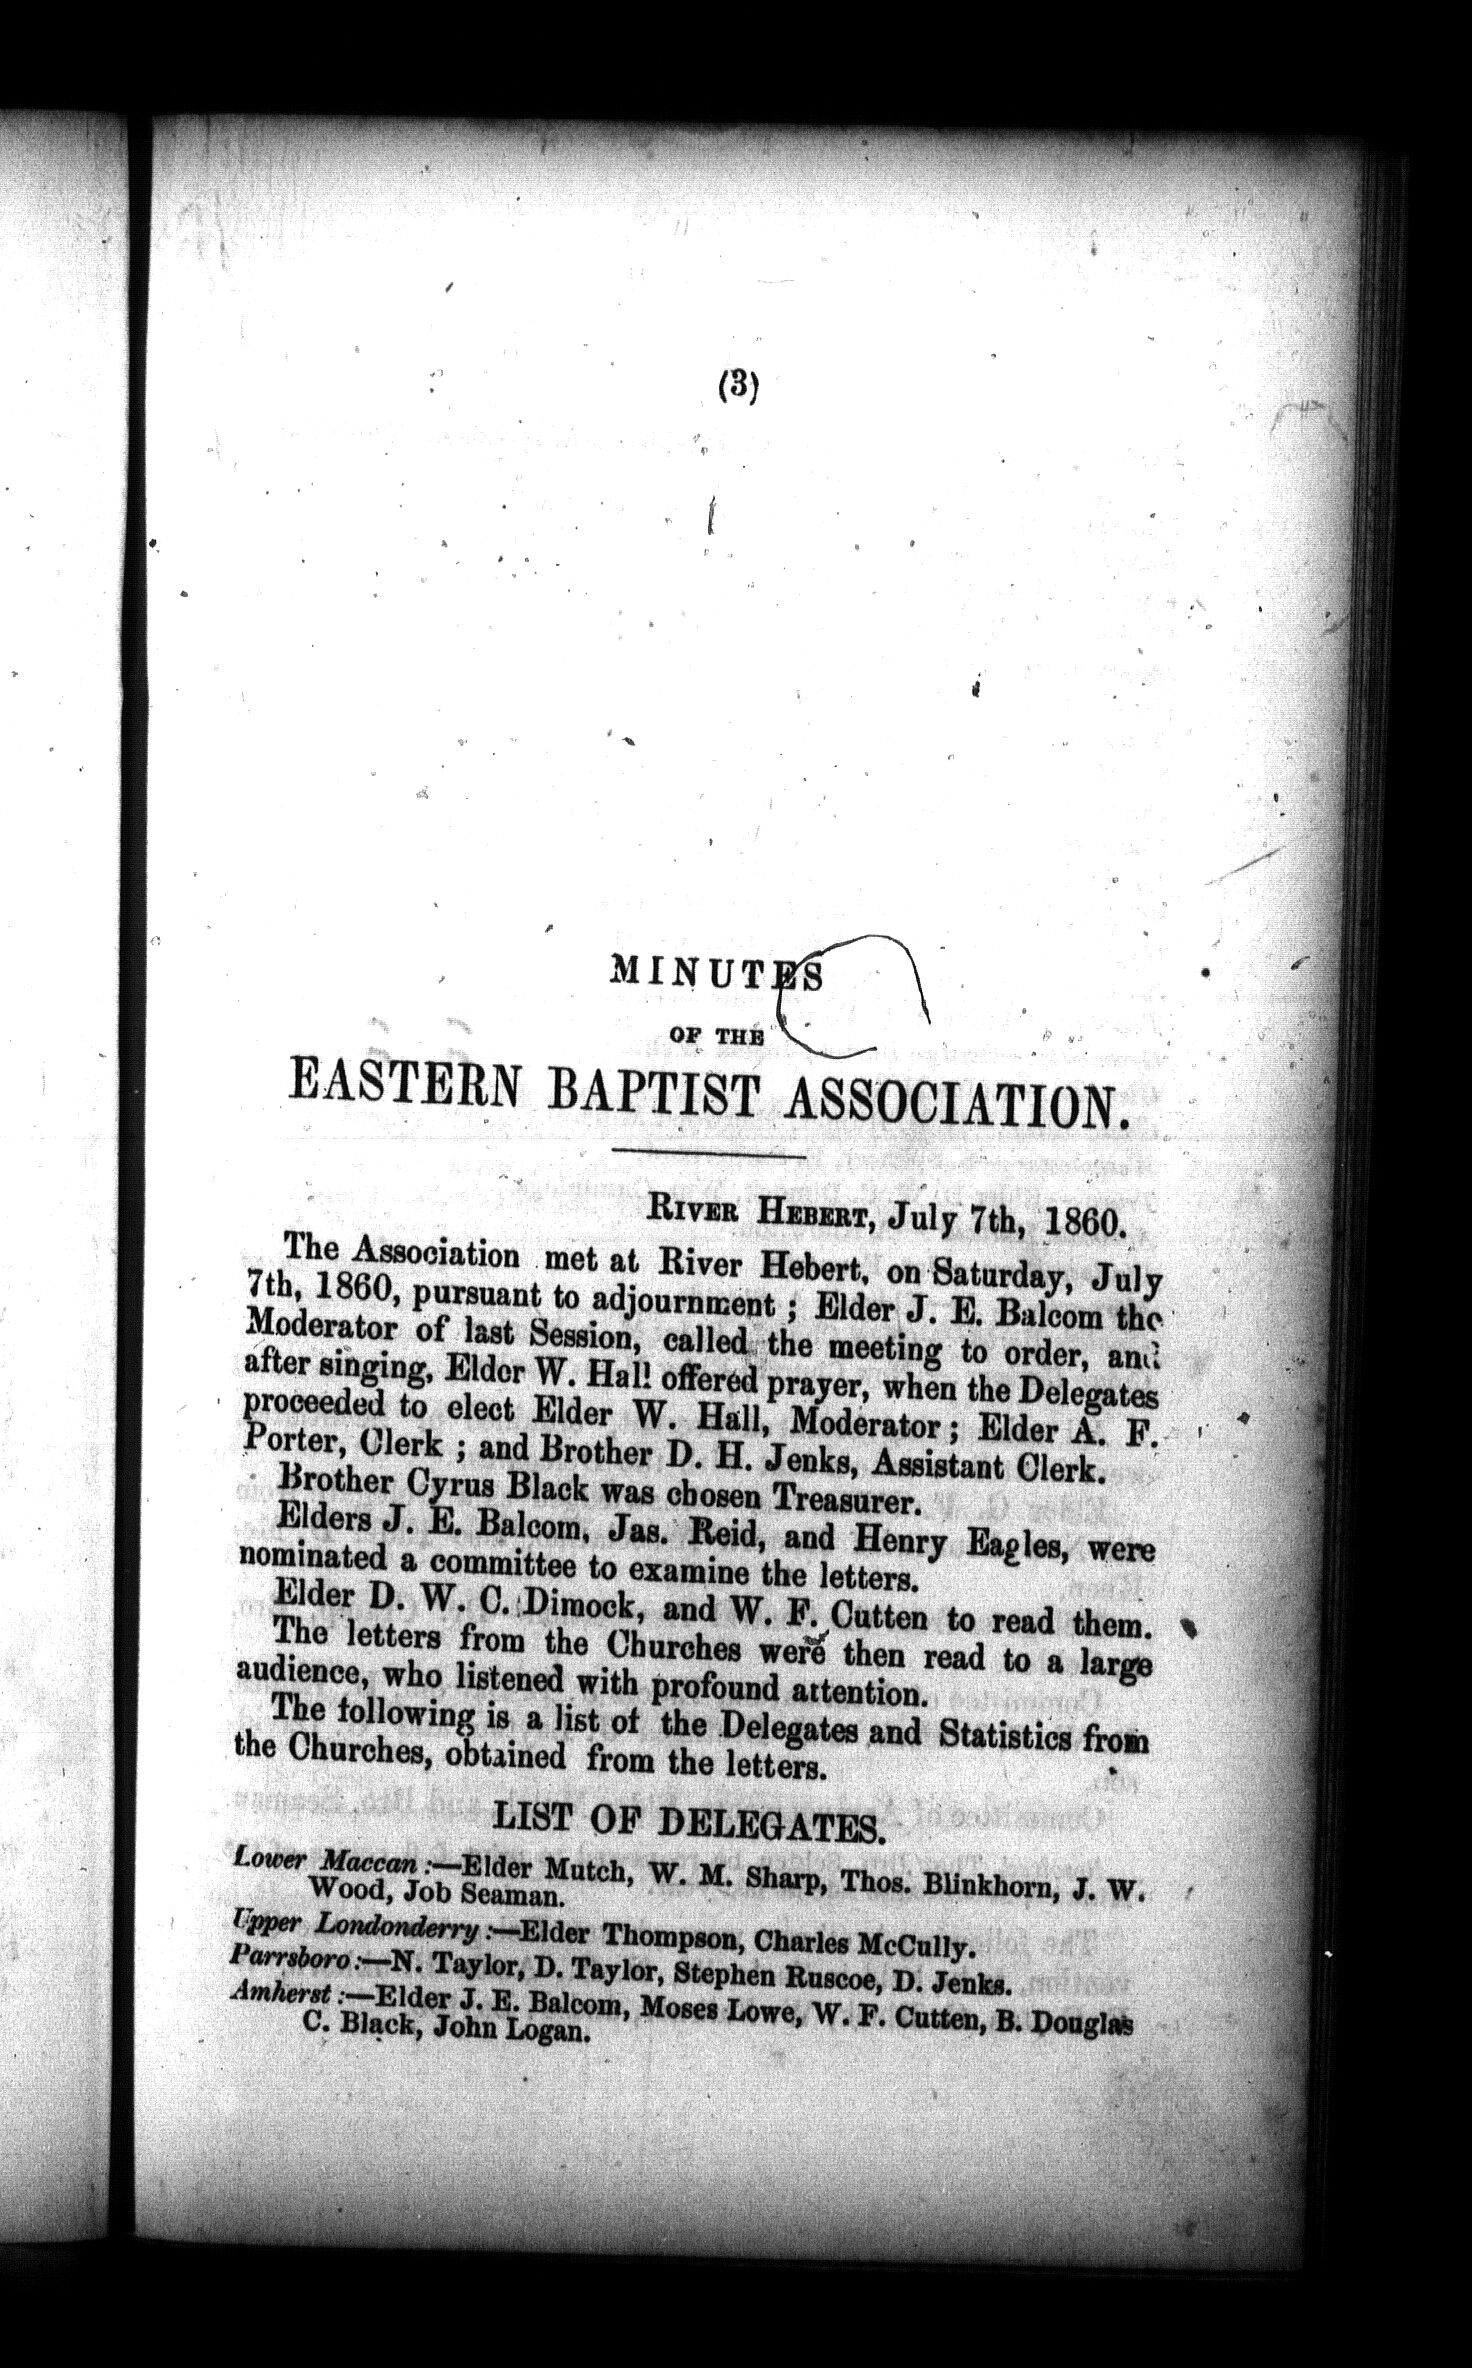 (3)
MINUTES
OF THE
EASTERN BAPTIST ASSOCIATION.
RIVER HEBERT, July 7th, 1860.
The Association met at River Hebert, on Saturday, July
7th, 1860, pursuant to adjournment ; Elder J. E. Balcom the
Moderator of last Session, called the meeting to order, and
after singing, Elder W. Hall offered prayer, when the Delegates
proceeded to elect Elder W. Hall, Moderator ; Elder A. F.
Porter, Clerk ; and Brother D. H. Jenks, Assistant Clerk.
Brother Cyrus Black was chosen Treasurer.
Elders J. E. Balcom, Jas. Reid, and Henry Eagles, were
nominated a committee to examine the letters.
Elder D. W. C. Dimock, and W. F. Cutten to read them.
The letters from the Churches were then read to a large
audience, who listened with profound attention.
The following is a list of the Delegates and Statistics from
the Churches, obtained from the letters.
LIST OF DELEGATES.
Lower Maccan :—Elder Mutch, W. M. Sharp, Thos. Blinkhorn, J. W.
Wood, Job Seaman.
Upper Londonderry :—Elder Thompson, Charles McCully.
Parrsboro :—N. Taylor, D. Taylor, Stephen Ruscoe, D. Jenks.
Amherst :—Elder J. E. Balcom, Moses Lowe, W. F. Cutten, B. Douglas
C. Black, John Logan.